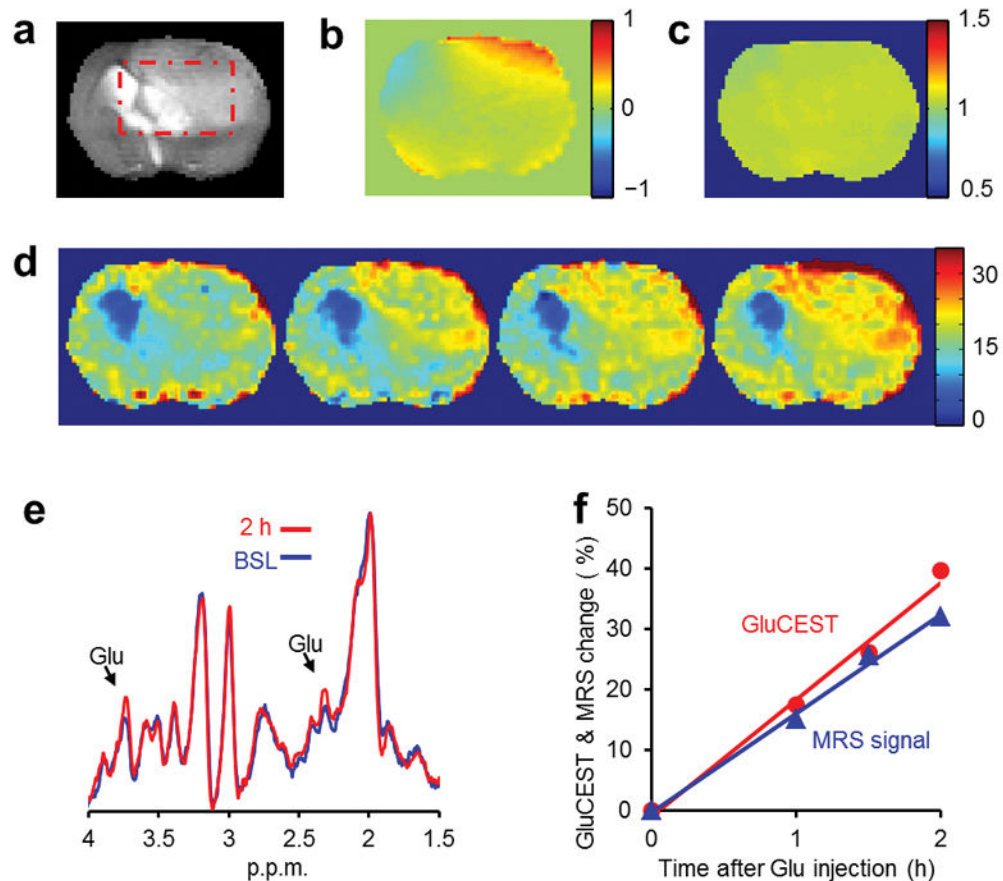 a
b
1
0
−1
c
1.5
1
0.5
d
30
15
0
e
2 h
BSL
Glu
Glu
4 3.5 3 2.5 2 1.5
p.p.m.
f
GluCEST & MRS change ( %)
50
40
30
20
10
0
GluCEST
MRS signal
0 1 2
Time after Glu injection (h)